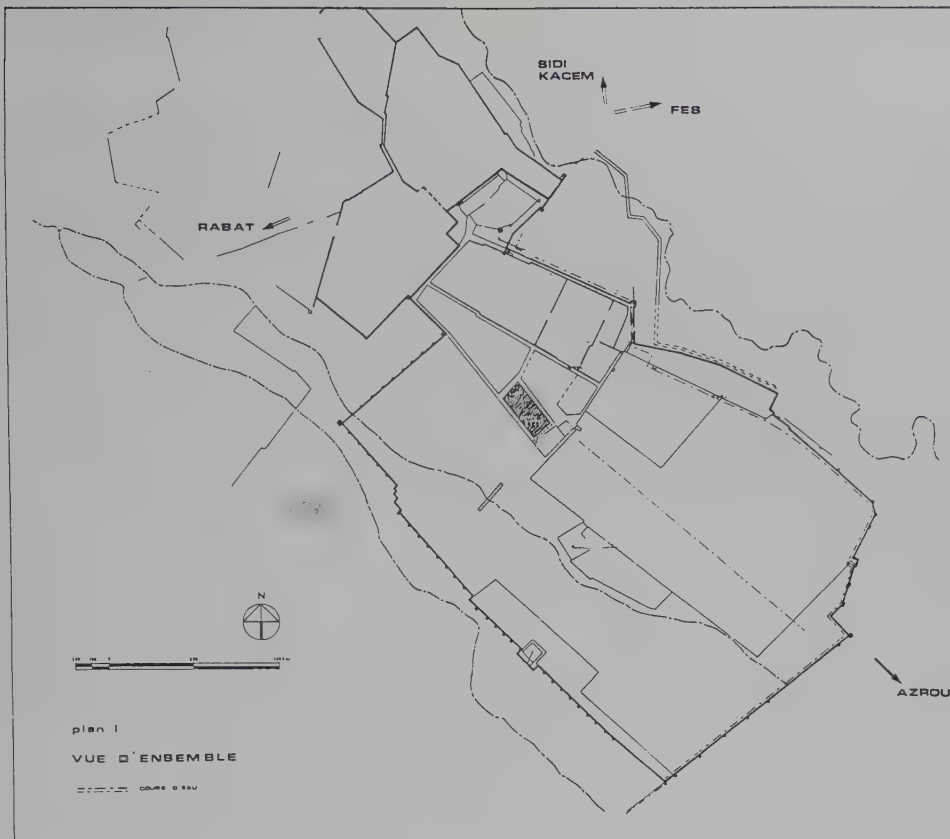 SIDI
KACEM
FES
RABAT
N
AZROU
plan I
VUE D'ENSEMBLE
COURS D'EAU